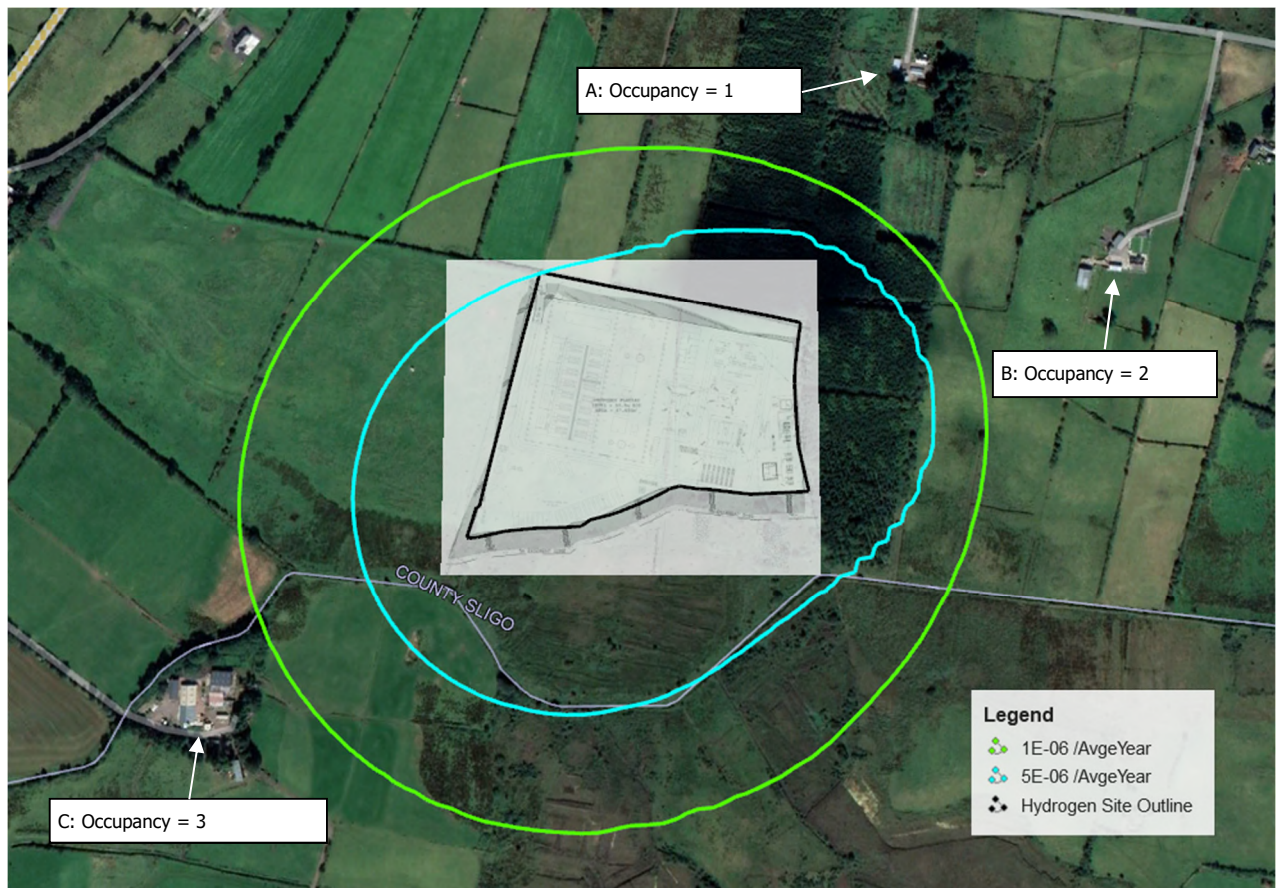 A: Occupancy = 1
B: Occupancy = 2
COUNTY SLIGO
C: Occupancy = 3
Legend
1E-06 /AvgeYear
5E-06 /AvgeYear
Hydrogen Site Outline